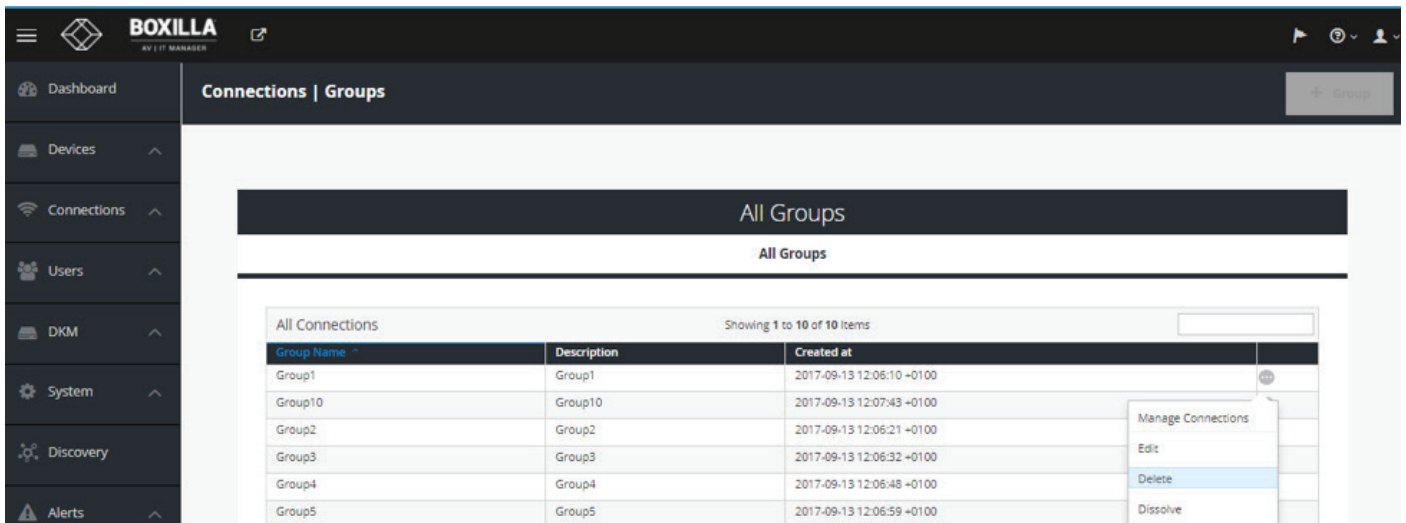 BOXILLA
AV | IT MANAGER
Dashboard
Connections | Groups
+ Group
Devices
Connections
All Groups
All Groups
Users
DKM
All Connections
Showing 1 to 10 of 10 Items
Group Name Description Created at
Group1 Group1 2017-09-13 12:06:10 +0100
System
Group10 Group10 2017-09-13 12:07:43 +0100
Manage Connections
Group2 Group2 2017-09-13 12:06:21 +0100
Discovery
Group3 Group3 2017-09-13 12:06:32 +0100
Edit
Group4 Group4 2017-09-13 12:06:48 +0100
Delete
Alerts
Group5 Group5 2017-09-13 12:06:59 +0100
Dissolve